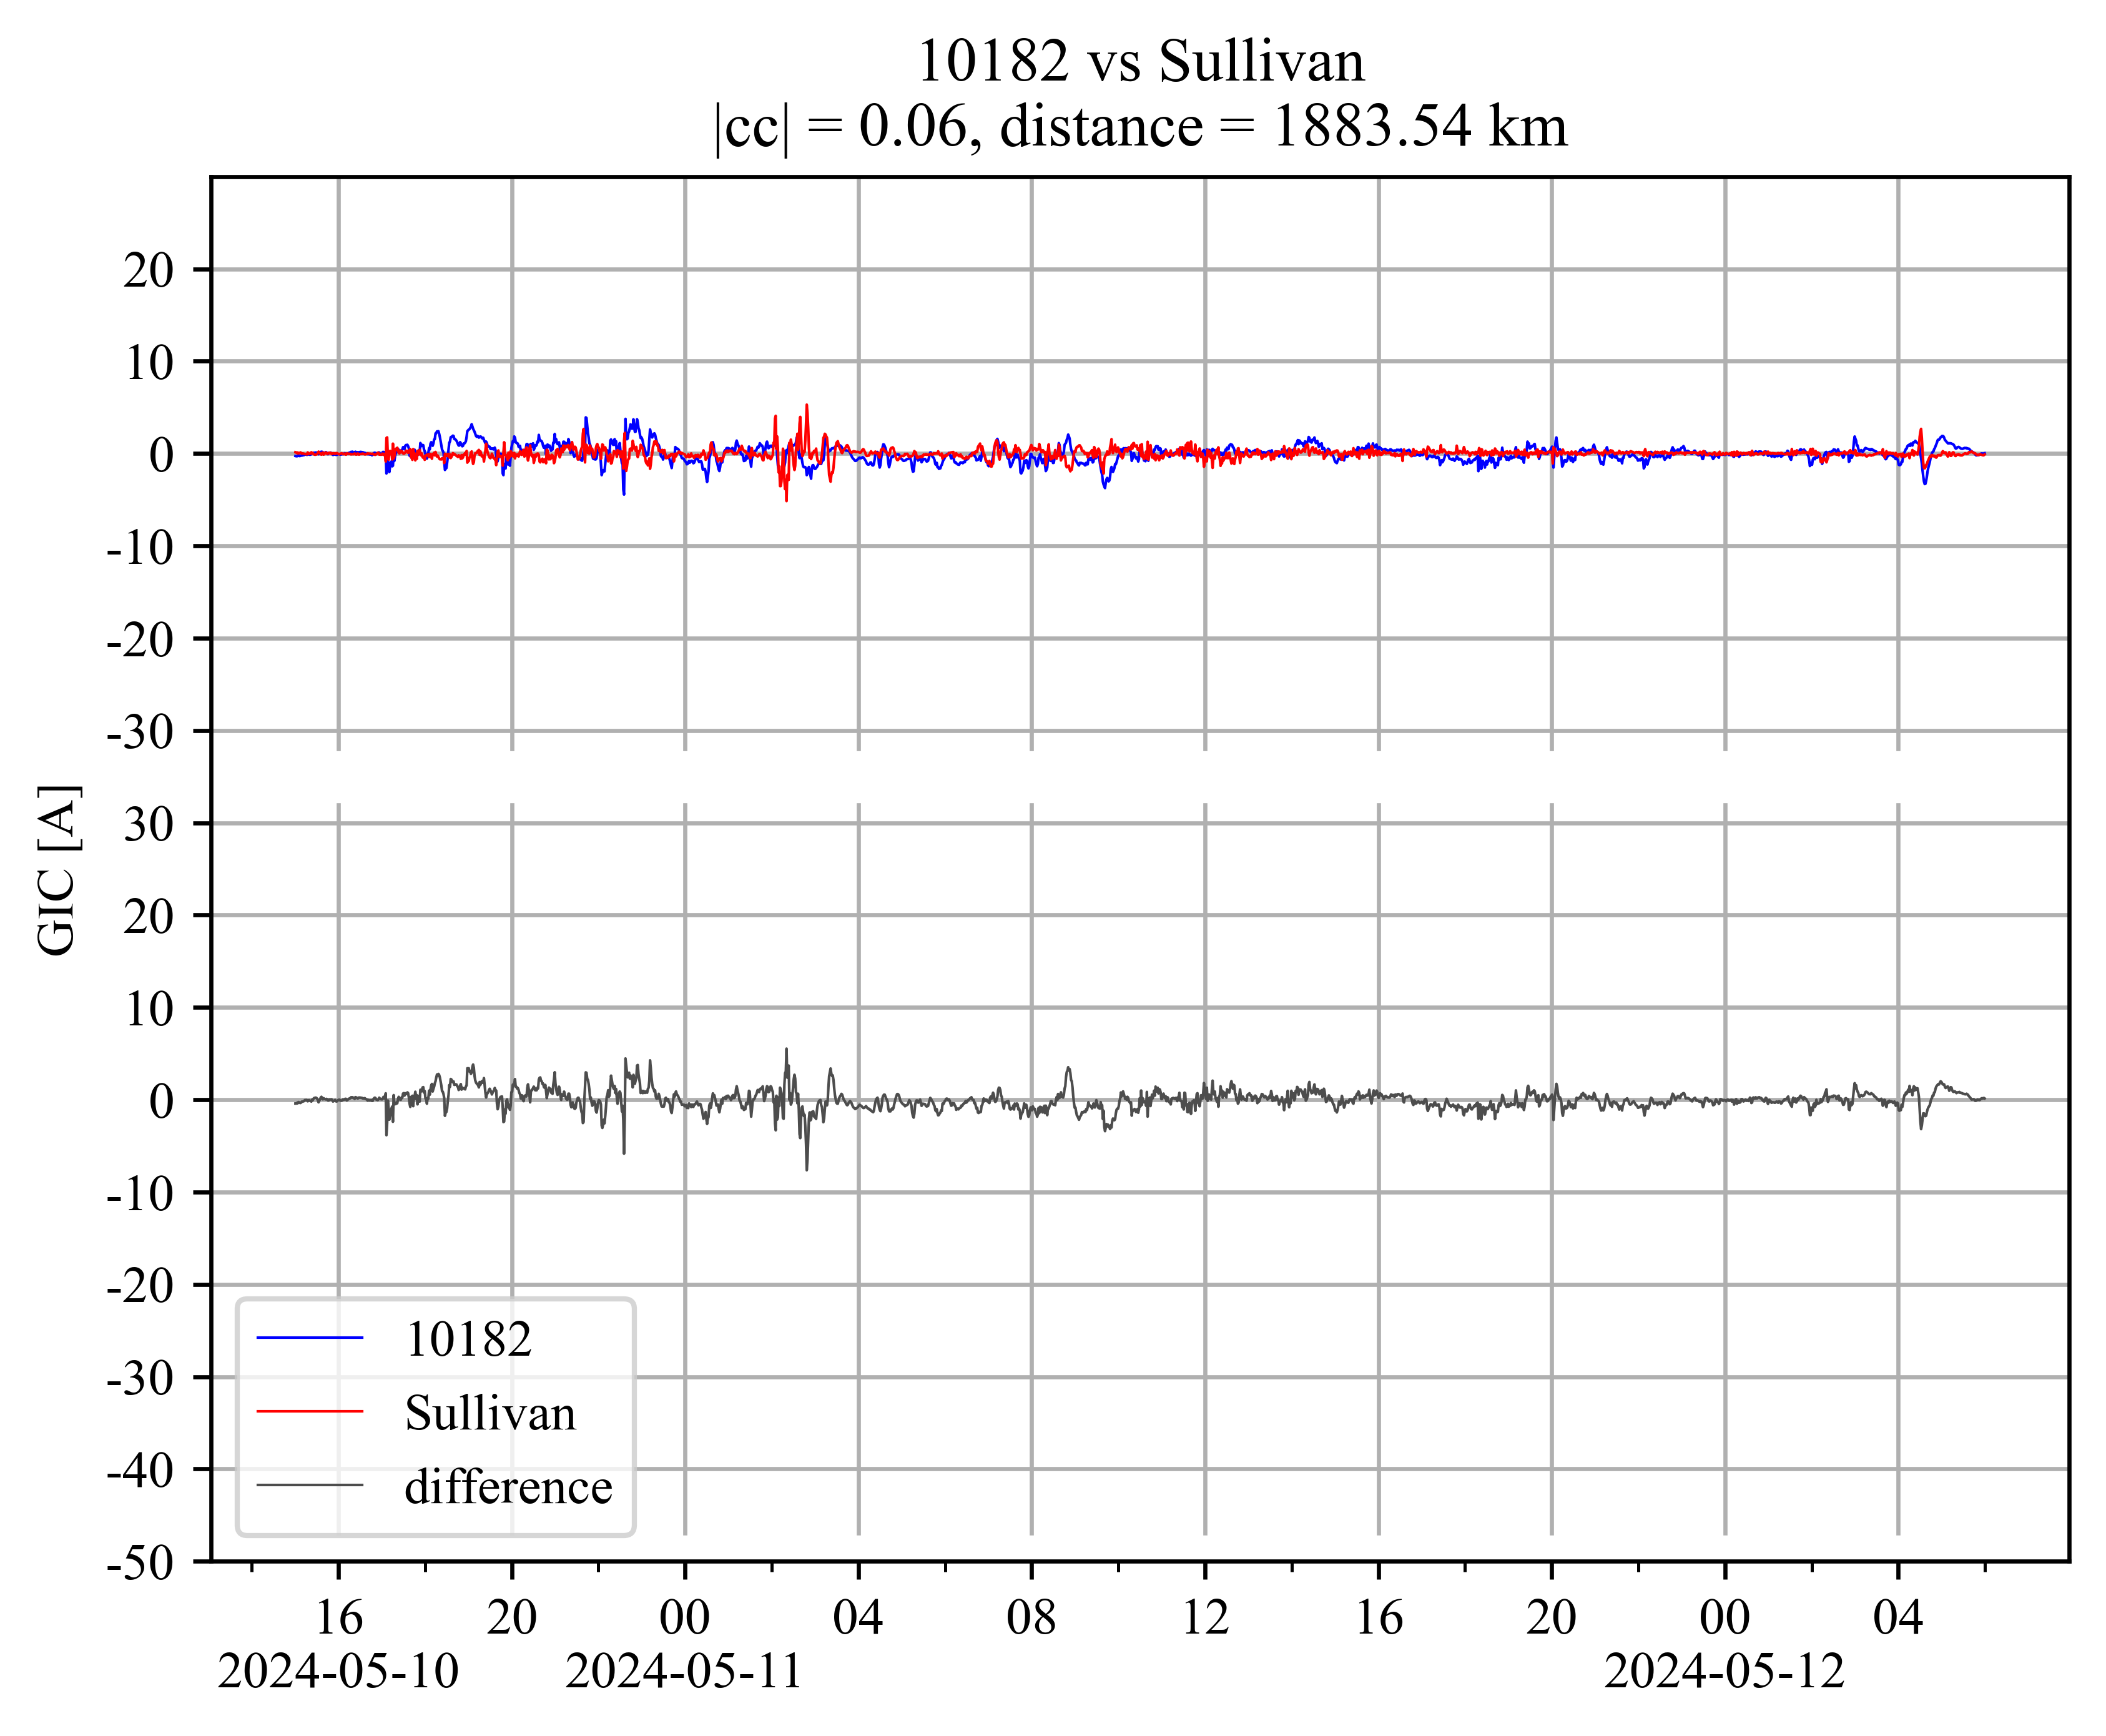 10182 vs Sullivan
|cc| = 0.06, distance = 1883.54 km
20
10
0
-10
-20
-30
30
20
10
0
-10
-20
-30
-40
-50
GIC [A]
10182
Sullivan
difference
16 20 00 04 08 12 16 20 00 04
2024-05-10 2024-05-11 2024-05-12